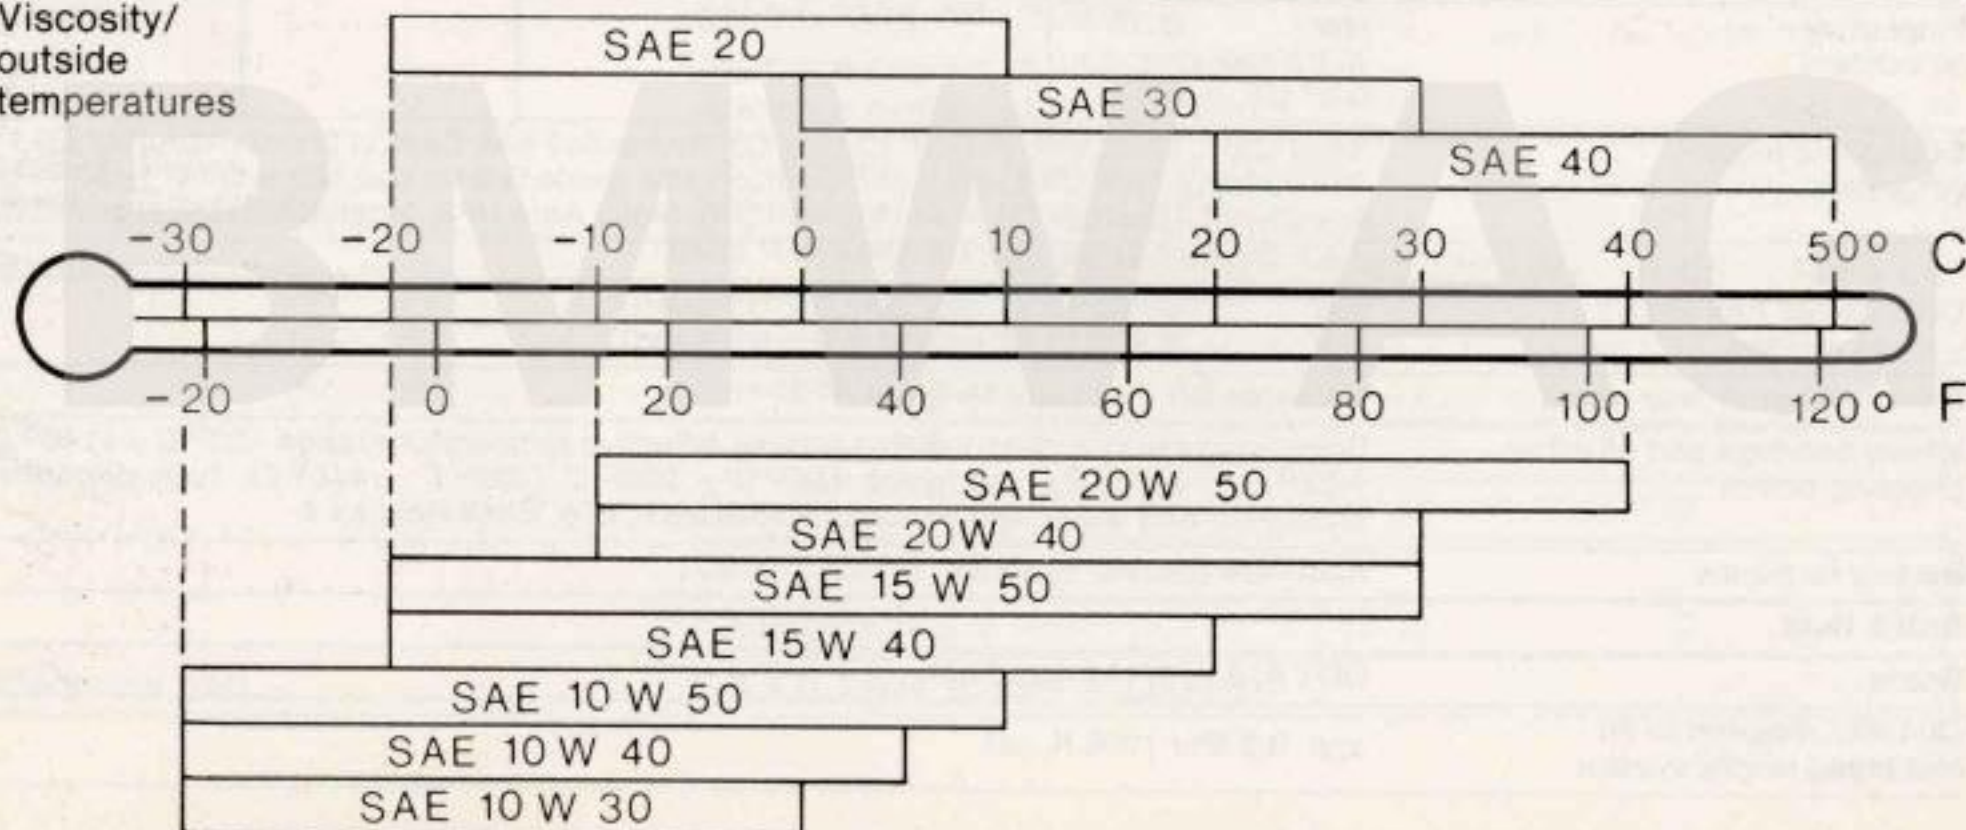 Viscosity/
outside
temperatures
SAE 20
SAE 30
SAE 40
-30 -20 -10 0 10 20 30 40 50° C
-20 0 20 40 60 80 100 120° F
SAE 20W 50
SAE 20W 40
SAE 15 W 50
SAE 15 W 40
SAE 10 W 50
SAE 10 W 40
SAE 10 W 30
BMW AG